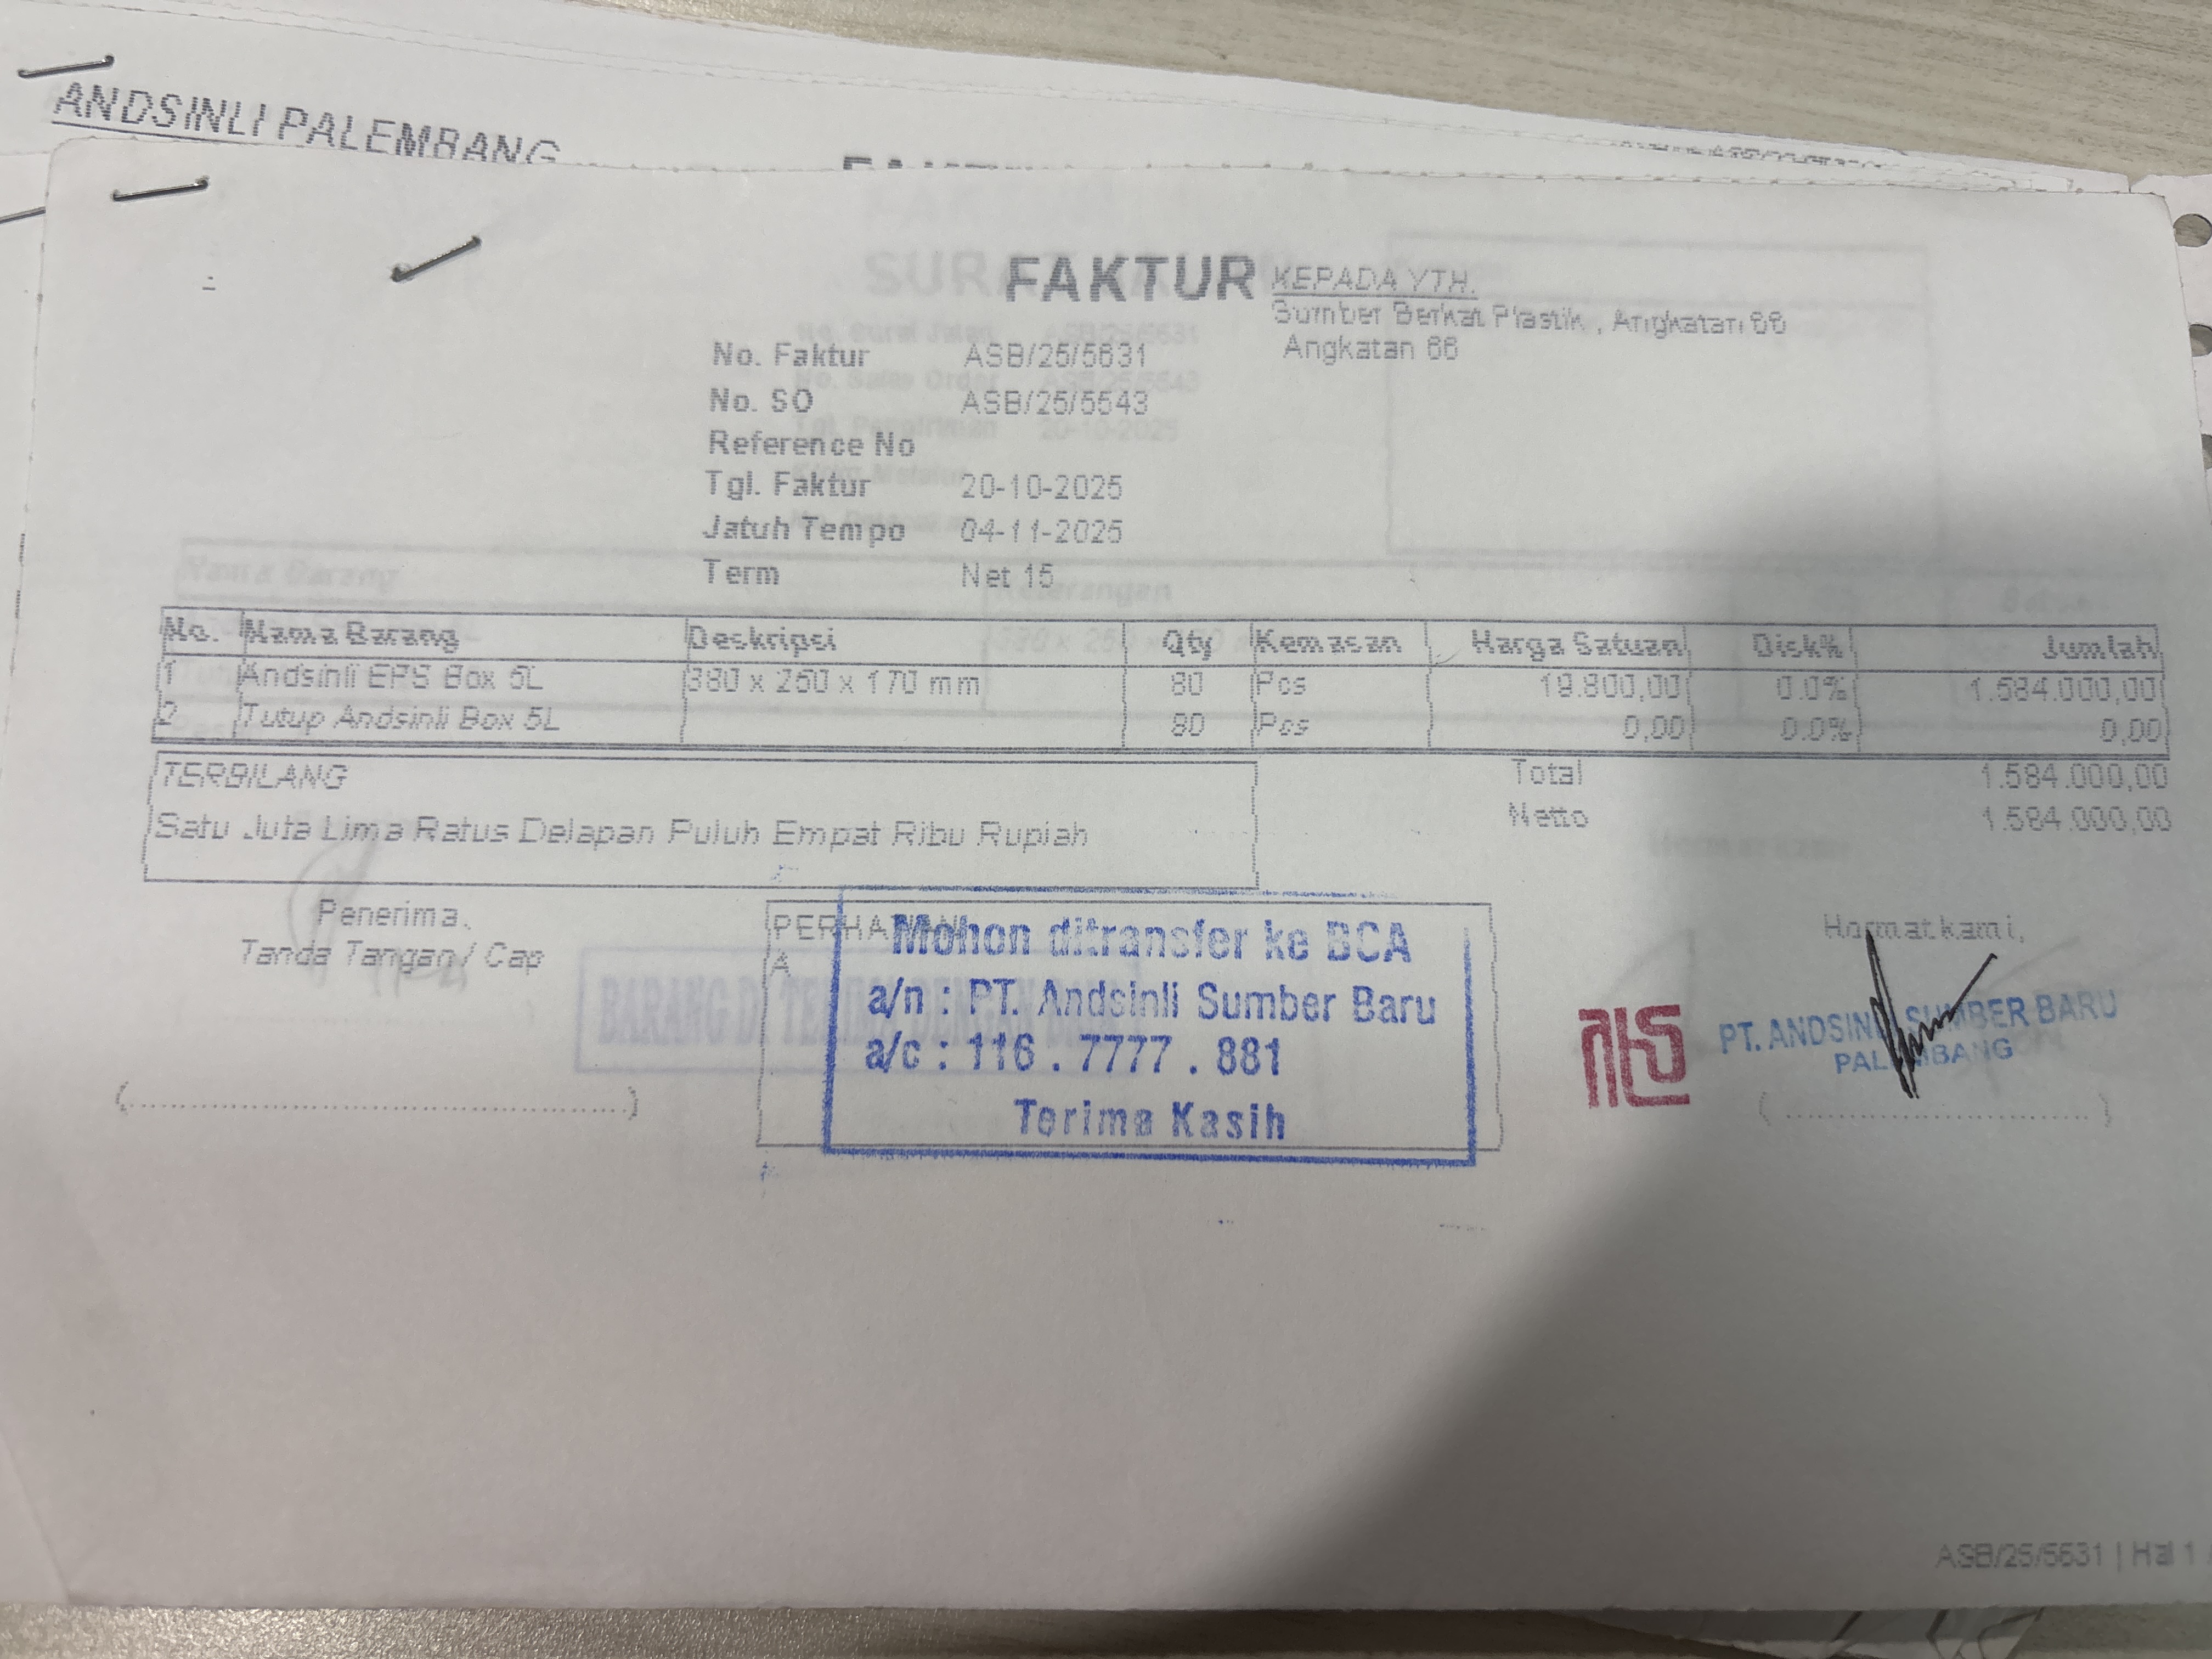 ANDSINLI PALEMBANG
FAKTUR
KEPADA YTH.
Sumber Berkat Plastik , Angkatan 66
Angkatan 66
No. Faktur ASB/25/5631
No. SO ASB/25/5543
Reference No
Tgl. Faktur 20-10-2025
Jatuh Tempo 04-11-2025
Term Net 15
No. Nama Barang Deskripsi Qty Kemasan Harga Satuan Disk% Jumlah
1 Andsinli EPS Box 5L 380 x 250 x 170 mm 80 Pcs 19.800,00 0.0% 1.584.000,00
2 Tutup Andsinli Box 5L 80 Pcs 0,00 0.0% 0,00
TERBILANG
Satu Juta Lima Ratus Delapan Puluh Empat Ribu Rupiah
Total 1.584.000,00
Netto 1.584.000,00
Penerima.
Tanda Tangan / Cap
(....................)
PERHATIAN
A
Mohon ditransfer ke BCA
a/n : PT. Andsinli Sumber Baru
a/c : 116 . 7777 . 881
Terima Kasih
Hormat kami,
PT. ANDSINLI SUMBER BARU
PALEMBANG
(....................)
ASB/25/5631 | Hal 1